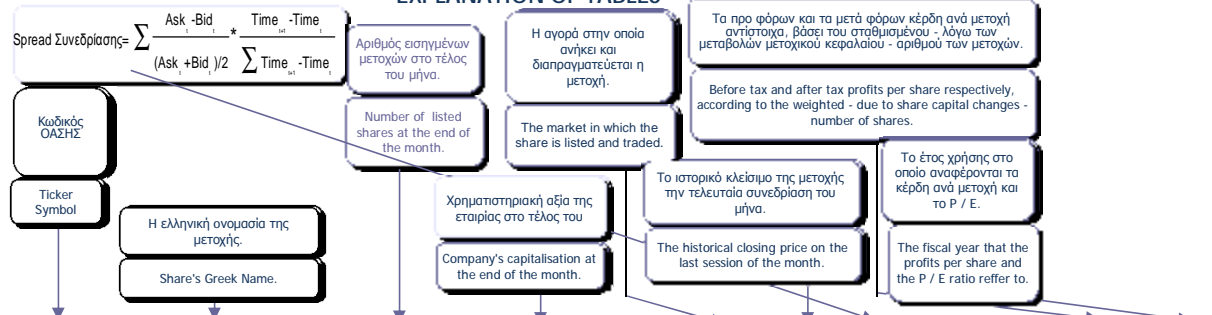 EXPLANATION OF TABLES
Spread Συνεδρίασης= ∑ Ask t -Bid t / (Ask t +Bid t )/2 * Time t+1 -Time t / ∑ Time t+1 -Time t
Αριθμός εισηγμένων
μετοχών στο τέλος
του μήνα.
Number of listed
shares at the end of
the month.
Η αγορά στην οποία
ανήκει και
διαπραγματεύεται η
μετοχή.
The market in which the
share is listed and traded.
Τα προ φόρων και τα μετά φόρων κέρδη ανά μετοχή
αντίστοιχα, βάσει του σταθμισμένου - λόγω των
μεταβολών μετοχικού κεφαλαίου - αριθμού των μετοχών.
Before tax and after tax profits per share respectively,
according to the weighted - due to share capital changes -
number of shares.
Κωδικός
ΟΑΣΗΣ
Ticker
Symbol
Η ελληνική ονομασία της
μετοχής.
Share's Greek Name.
Χρηματιστηριακή αξία της
εταιρίας στο τέλος του
Company's capitalisation at
the end of the month.
Το ιστορικό κλείσιμο της μετοχής
την τελευταία συνεδρίαση του
μήνα.
The historical closing price on the
last session of the month.
Το έτος χρήσης στο
οποίο αναφέρονται τα
κέρδη ανά μετοχή και
το P / E.
The fiscal year that the
profits per share and
the P / E ratio reffer to.